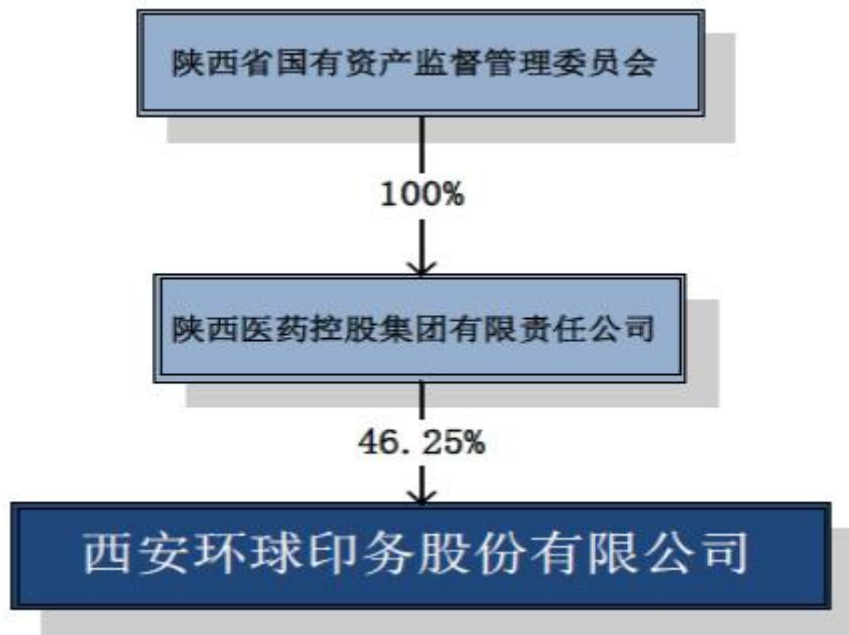 陕西省国有资产监督管理委员会
100%
陕西医药控股集团有限责任公司
46.25%
西安环球印务股份有限公司